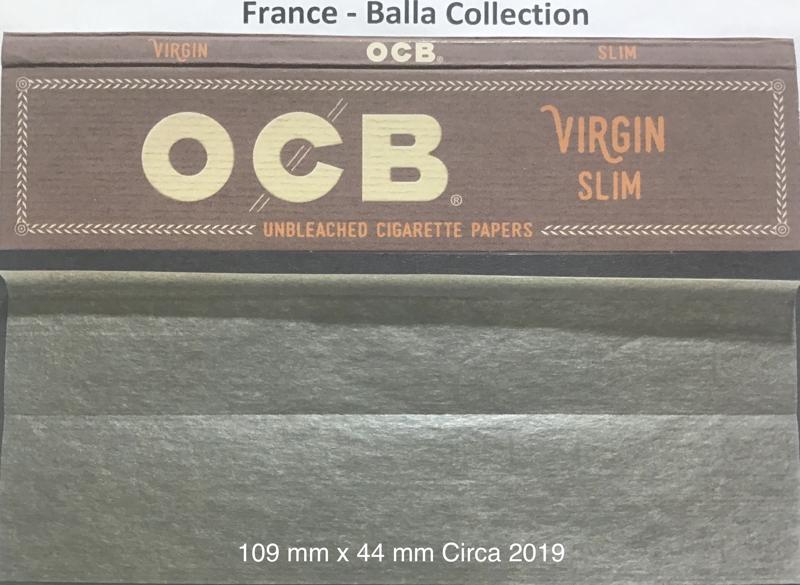 France - Balla Collection
VIRGIN OCB® SLIM
OCB®
VIRGIN
SLIM
UNBLEACHED CIGARETTE PAPERS
109 mm x 44 mm Circa 2019